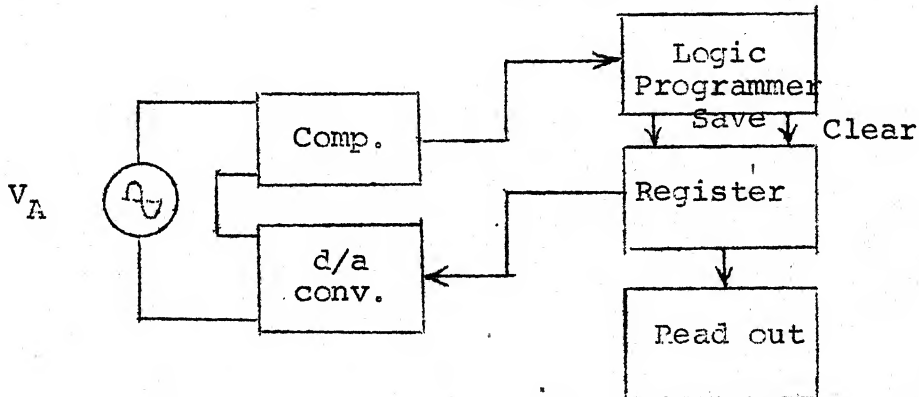 Logic
Programmer
Save
Clear
Comp.
V_A
Register
d/a
conv.
Read out